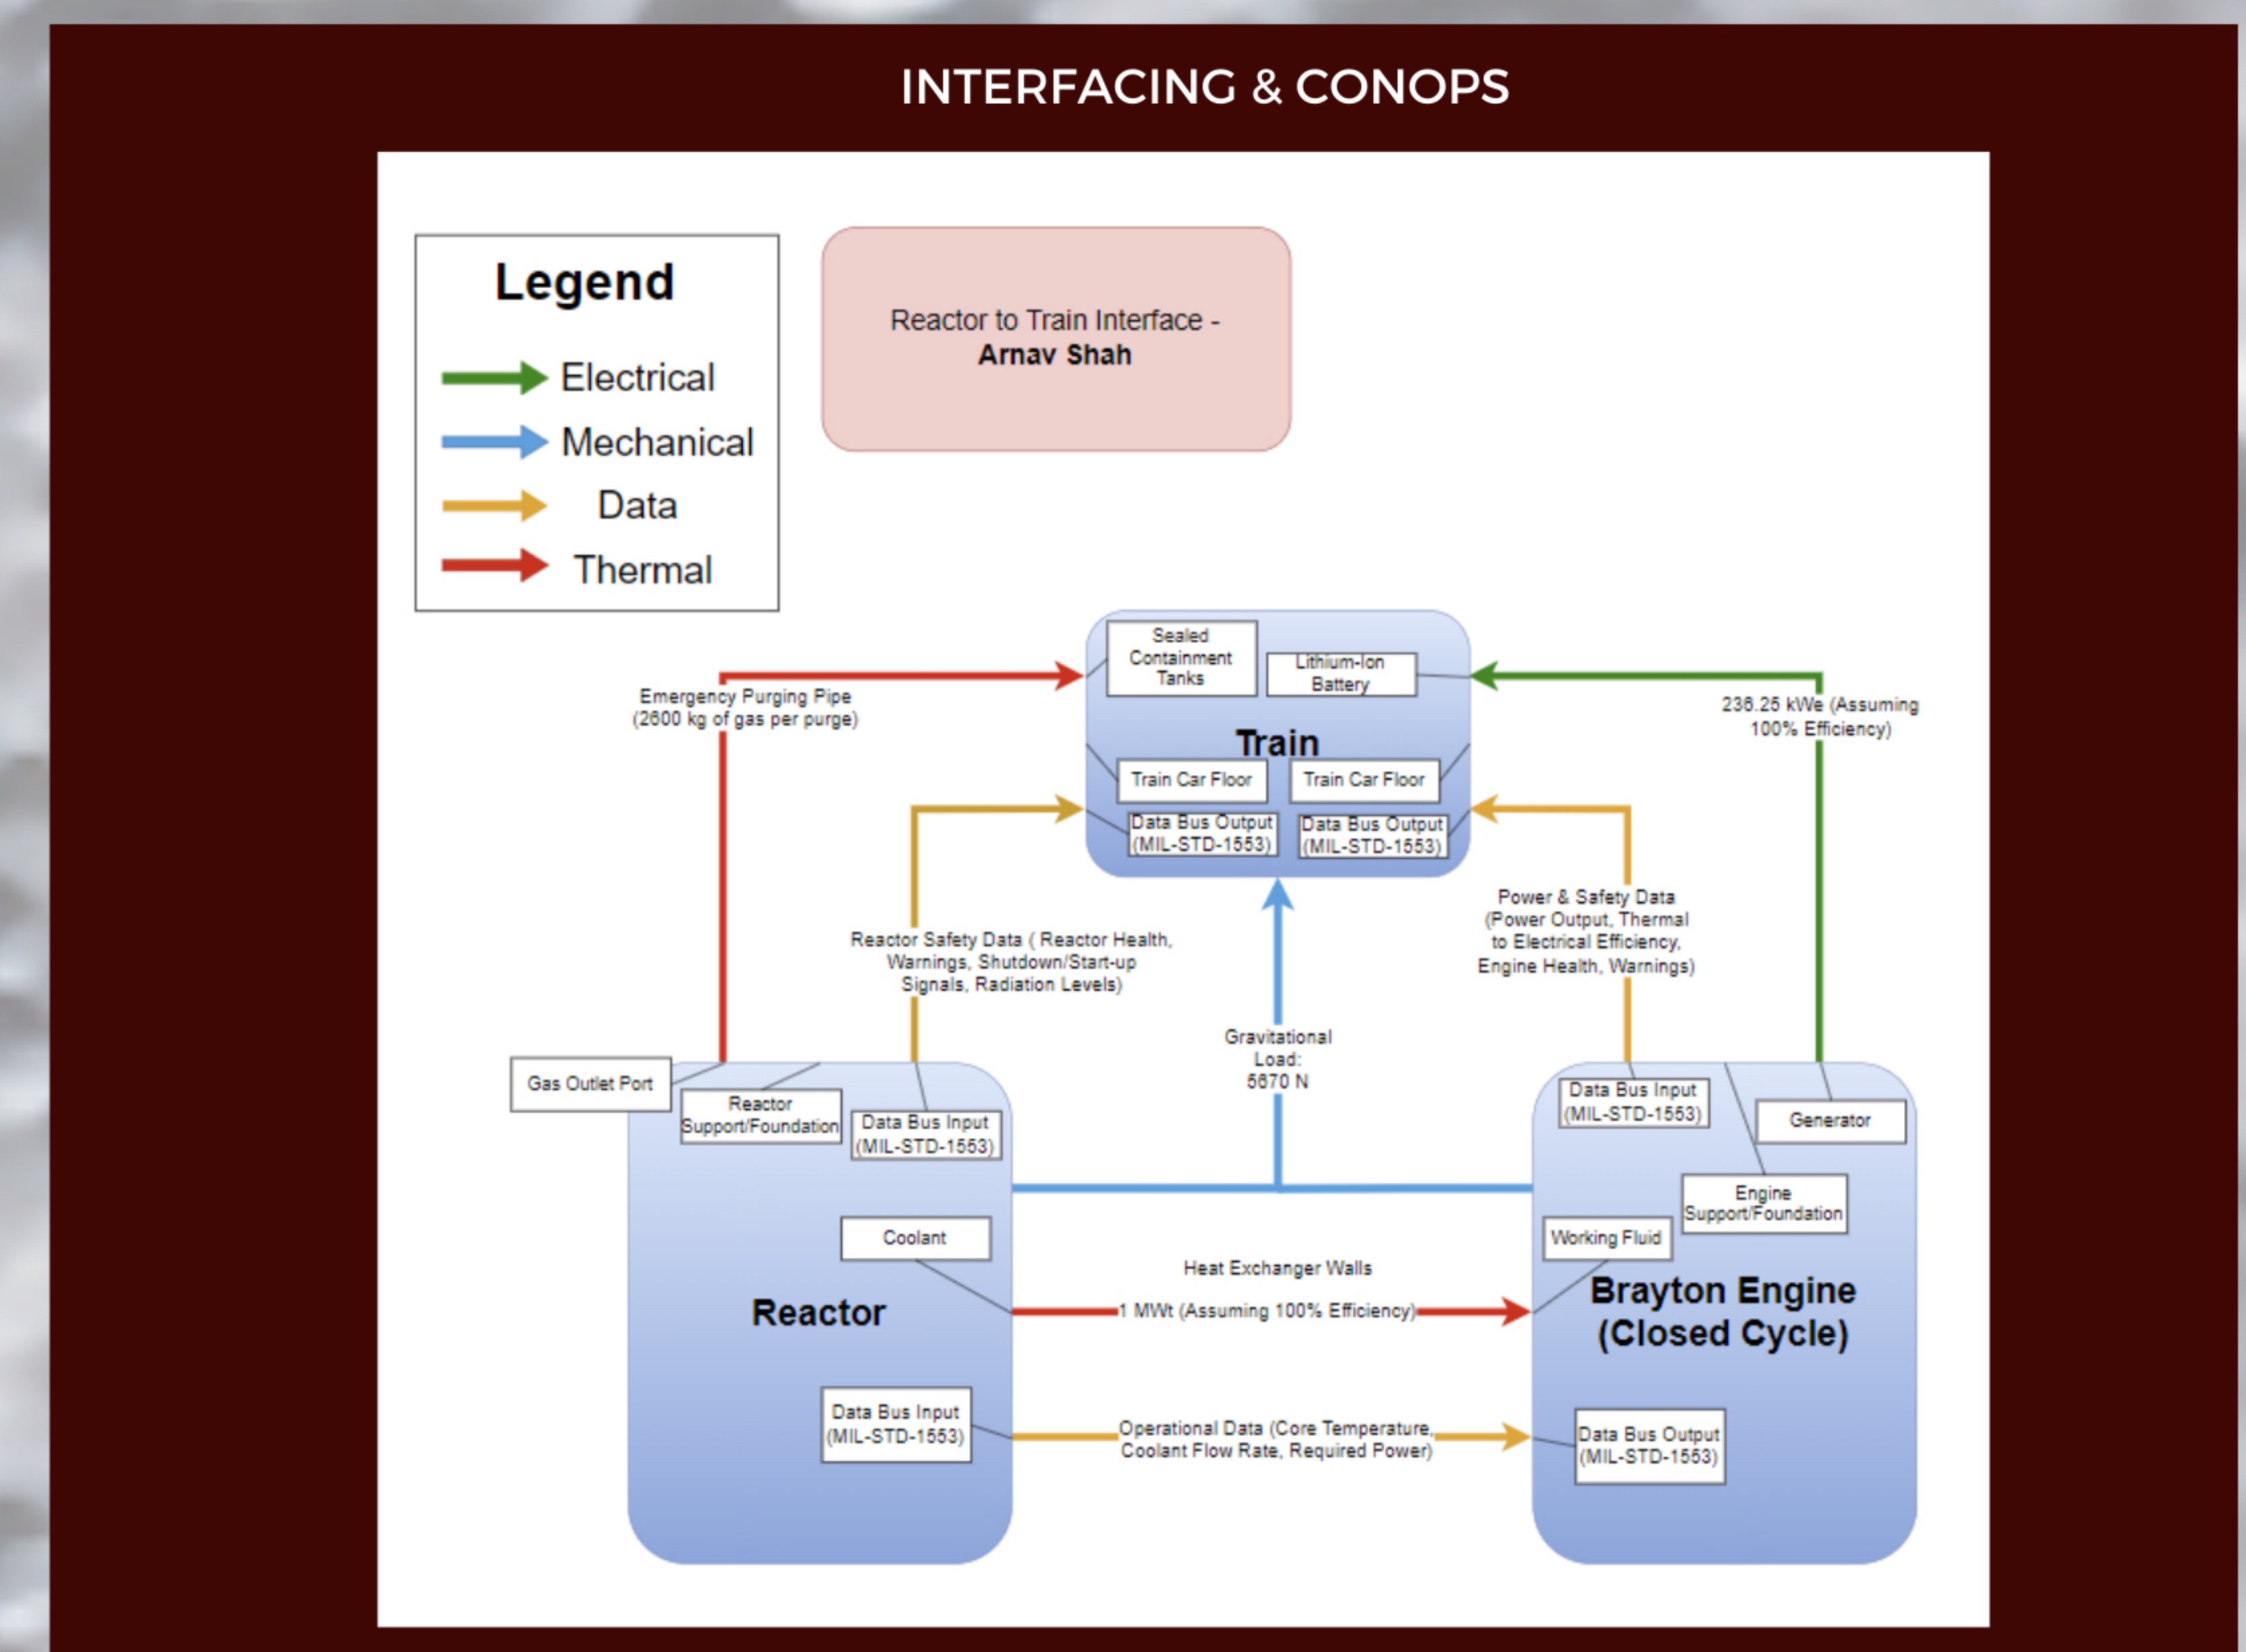 INTERFACING & CONOPS
Legend
Electrical
Mechanical
Data
Thermal
Reactor to Train Interface -
Arnav Shah
Sealed
Containment
Tanks
Lithium-Ion
Battery
Train
Train Car Floor
Train Car Floor
Data Bus Output
(MIL-STD-1553)
Data Bus Output
(MIL-STD-1553)
Emergency Purging Pipe
(2600 kg of gas per purge)
236.25 kWe (Assuming
100% Efficiency)
Reactor Safety Data ( Reactor Health,
Warnings, Shutdown/Start-up
Signals, Radiation Levels)
Power & Safety Data
(Power Output, Thermal
to Electrical Efficiency,
Engine Health, Warnings)
Gravitational
Load:
5670 N
Gas Outlet Port
Reactor
Support/Foundation
Data Bus Input
(MIL-STD-1553)
Coolant
Reactor
Data Bus Input
(MIL-STD-1553)
Heat Exchanger Walls
1 MWt (Assuming 100% Efficiency)
Operational Data (Core Temperature,
Coolant Flow Rate, Required Power)
Data Bus Input
(MIL-STD-1553)
Generator
Engine
Support/Foundation
Working Fluid
Brayton Engine
(Closed Cycle)
Data Bus Output
(MIL-STD-1553)